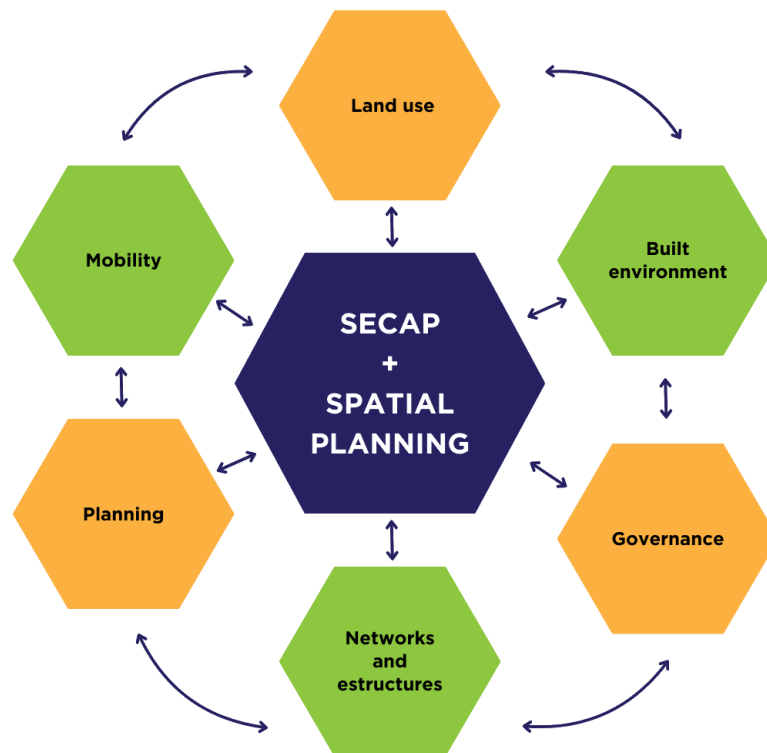 Land use
Mobility
Built
environment
SECAP
+
SPATIAL
PLANNING
Planning
Governance
Networks
and
estructures